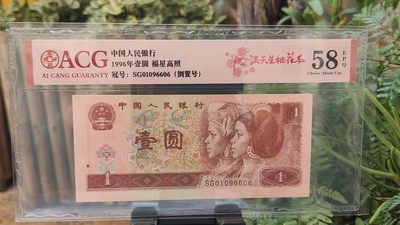 ACG
AI CANG GUARANTY
中国人民银行
1996年壹圆 福星高照
冠号: SG01096606 (倒置号)
满天星桃花红
58 EPQ
Choice About Unc
中国人民银行
壹圆
1
1
SG01096606